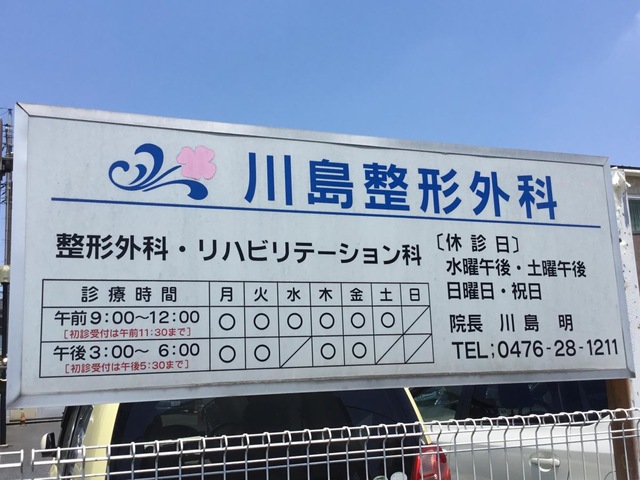 川島整形外科
整形外科・リハビリテーション科
〔休診日〕
水曜午後・土曜午後
日曜日・祝日
院長 川島 明
TEL;0476-28-1211
診療時間 月 火 水 木 金 土 日
午前9:00〜12:00 ○ ○ ○ ○ ○ ○ ／
［初診受付は午前11:30まで］
午後3:00〜 6:00 ○ ○ ／ ○ ○ ／ ／
［初診受付は午後5:30まで］